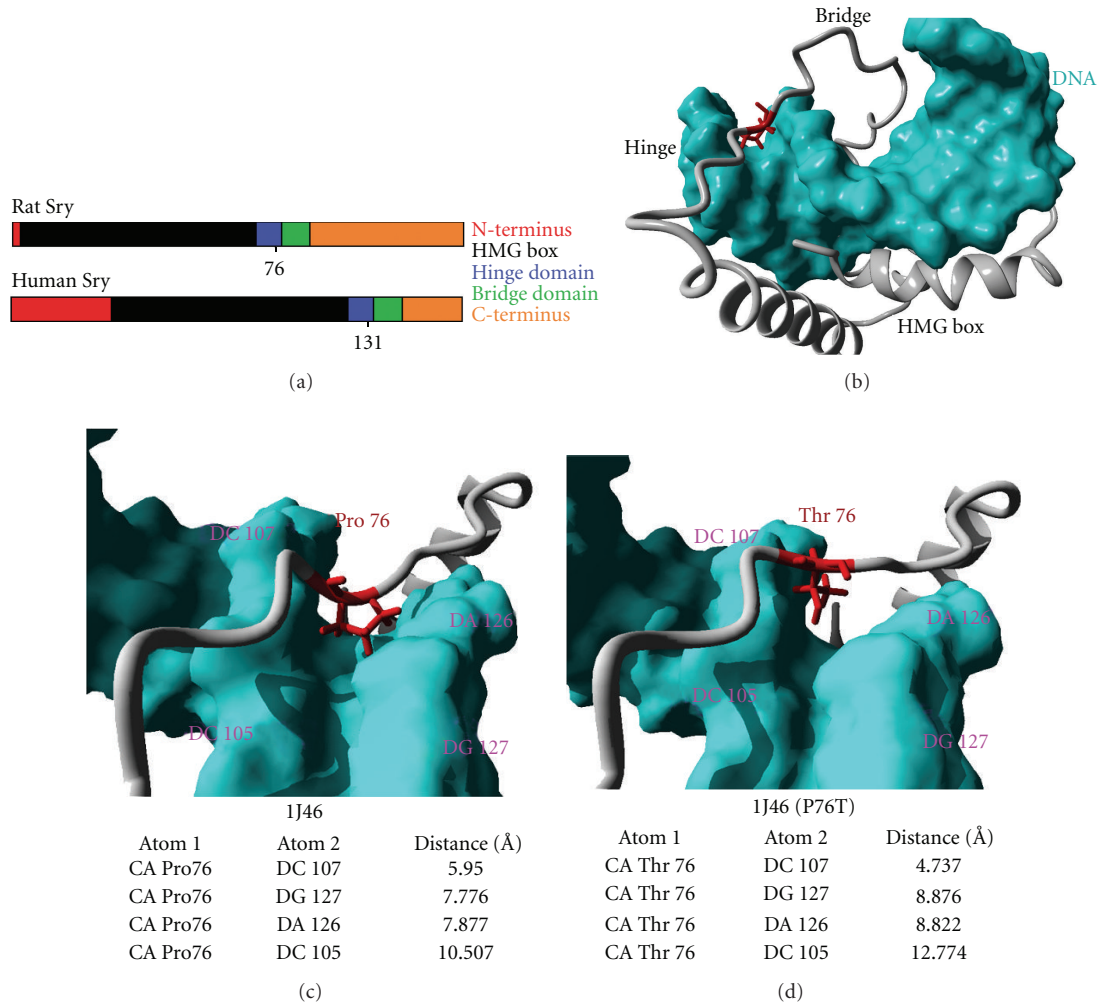 Rat Sry
76
Human Sry
131
N-terminus
HMG box
Hinge domain
Bridge domain
C-terminus
(a)
Bridge
DNA
Hinge
HMG box
(b)
DC 107
Pro 76
DA 126
DC 105
DG 127
1J46
Atom 1 Atom 2 Distance (Å)
CA Pro76 DC 107 5.95
CA Pro76 DG 127 7.776
CA Pro76 DA 126 7.877
CA Pro76 DC 105 10.507
(c)
DC 107
Thr 76
DA 126
DC 105
DG 127
1J46 (P76T)
Atom 1 Atom 2 Distance (Å)
CA Thr 76 DC 107 4.737
CA Thr 76 DG 127 8.876
CA Thr 76 DA 126 8.822
CA Thr 76 DC 105 12.774
(d)